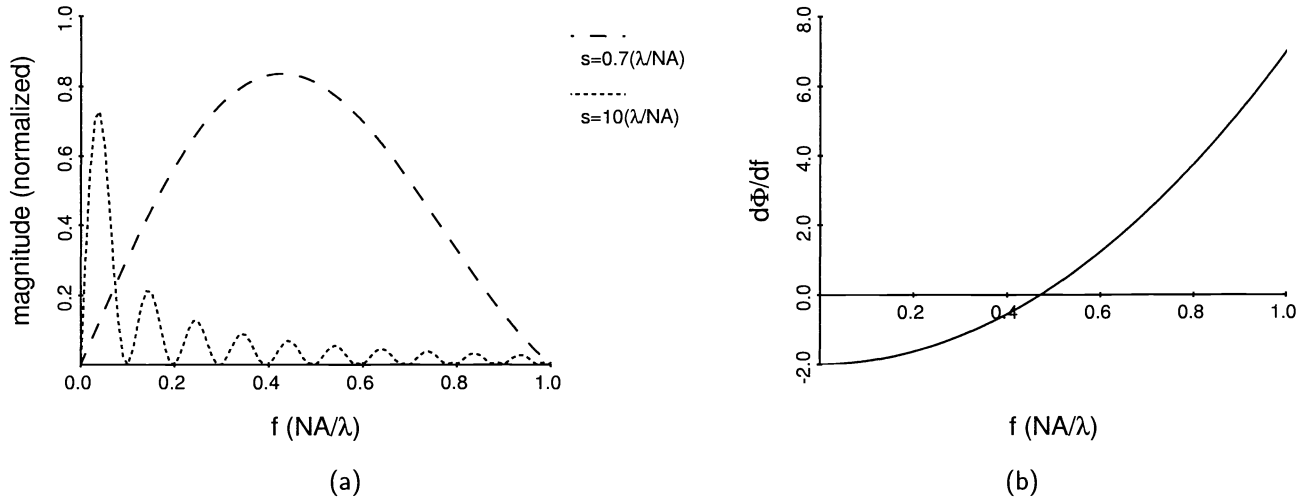 magnitude (normalized)
1.0
0.8
0.6
0.4
0.2
0.0 0.2 0.4 0.6 0.8 1.0
f (NA/λ)
(a)
s=0.7(λ/NA)
s=10(λ/NA)
dΦ/df
8.0
6.0
4.0
2.0
0.0
-2.0
0.2 0.4 0.6 0.8 1.0
f (NA/λ)
(b)